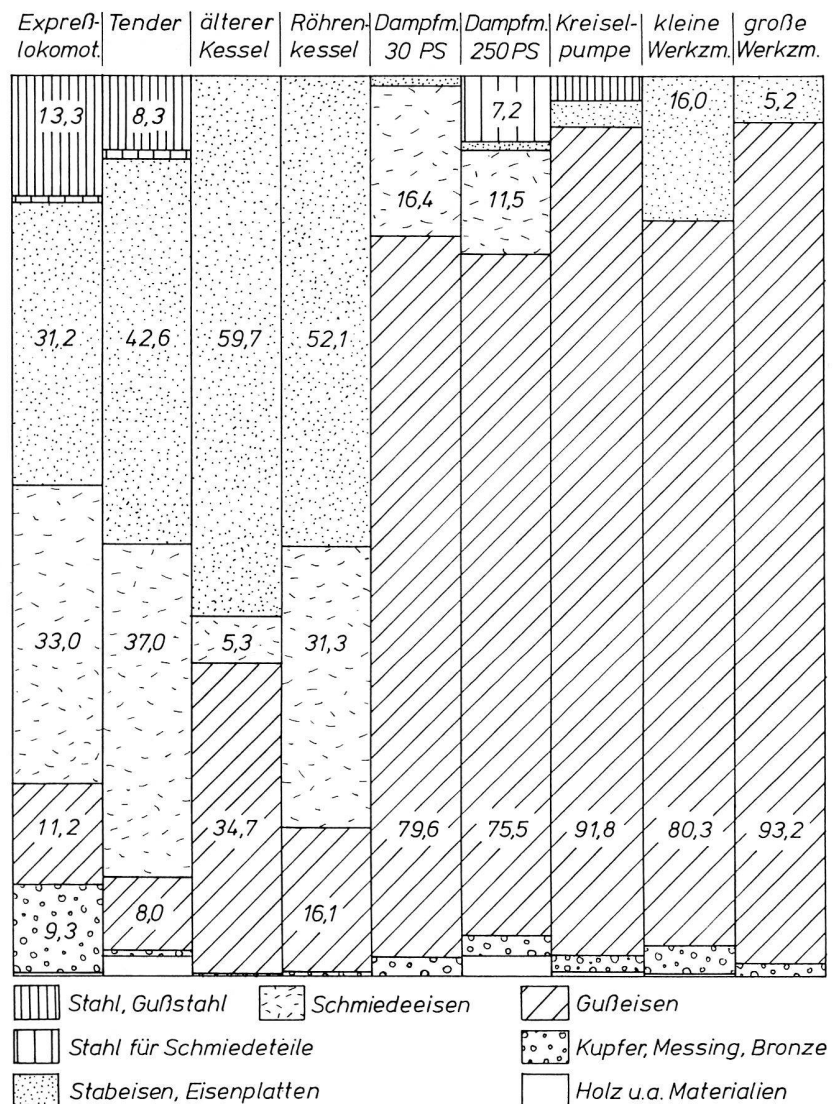 Expreß-
lokomot.
Tender
älterer
Kessel
Röhren-
kessel
Dampfm.
30 PS
Dampfm.
250 PS
Kreisel-
pumpe
kleine
Werkzm.
große
Werkzm.
13,3
8,3
7,2
16,0
5,2
16,4
11,5
31,2
42,6
59,7
52,1
33,0
37,0
5,3
31,3
11,2
34,7
79,6
75,5
91,8
80,3
93,2
9,3
8,0
16,1
Stahl, Gußstahl
Schmiedeeisen
Gußeisen
Stahl für Schmiedeteile
Kupfer, Messing, Bronze
Stabeisen, Eisenplatten
Holz u.a. Materialien